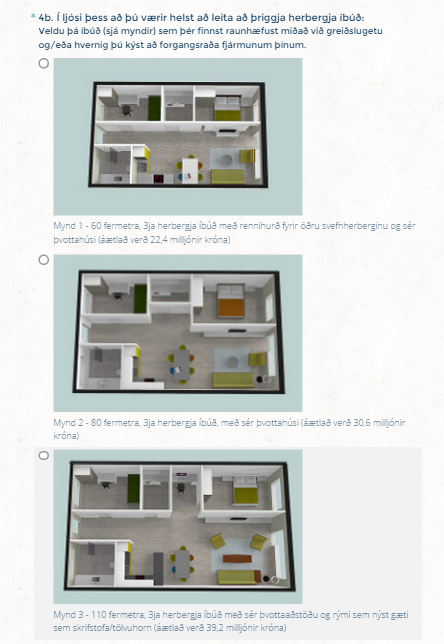 * 4b. Í ljósi þess að þú værir helst að leita að þriggja herbergja íbúð:
Veldu þá íbúð (sjá myndir) sem þér finnst raunhæfust miðað við greiðslugetu
og/eða hvernig þú kýst að forgangsraða fjármunum þínum.
Mynd 1 - 60 fermetra, 3ja herbergja íbúð með rennihurð fyrir öðru svefnherberginu og sér
þvottahúsi (áætlað verð 22,4 milljónir króna)
Mynd 2 - 80 fermetra, 3ja herbergja íbúð, með sér þvottahúsi (áætlað verð 30,6 milljónir
króna)
Mynd 3 - 110 fermetra, 3ja herbergja íbúð með sér þvottaaðstöðu og rými sem nýst gæti
sem skrifstofa/tölvuhorn (áætlað verð 39,2 milljónir króna)